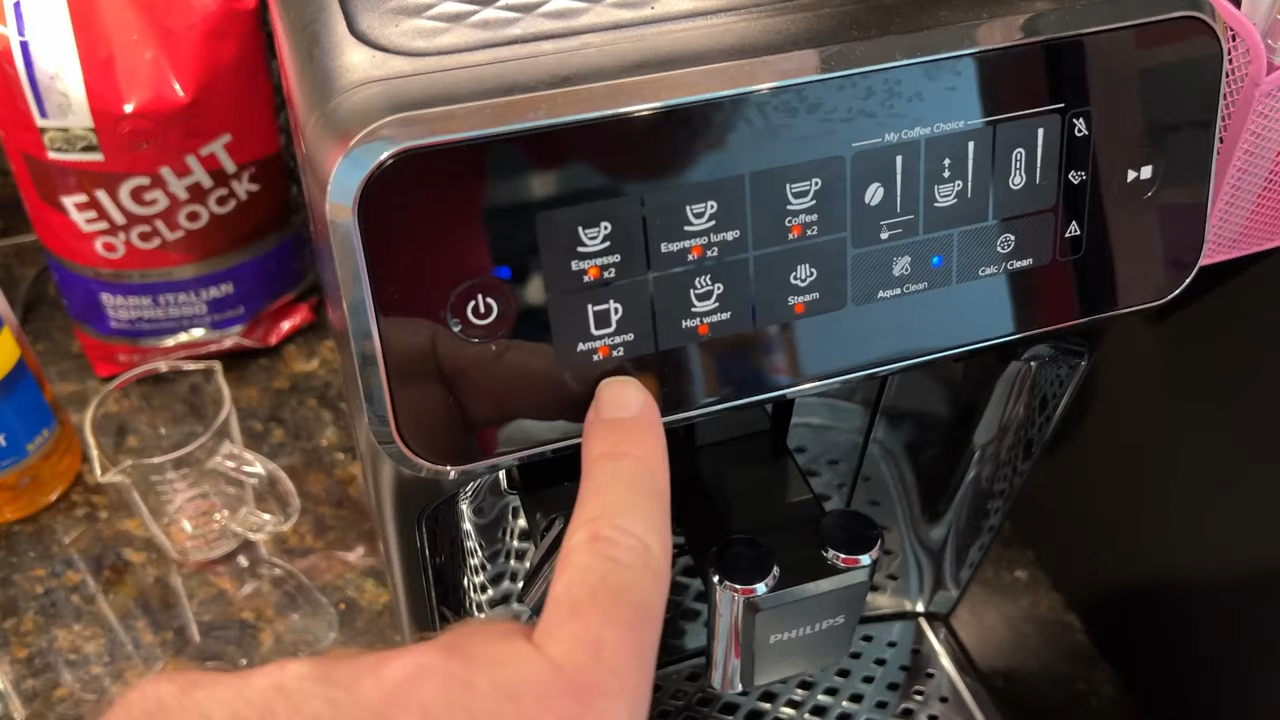 EIGHT
O'CLOCK
DARK ITALIAN
ESPRESSO
My Coffee Choice
Espresso
x1 x2
Espresso lungo
x1 x2
Coffee
x1 x2
Americano
x1 x2
Hot water
Steam
Aqua Clean
Calc / Clean
PHILIPS